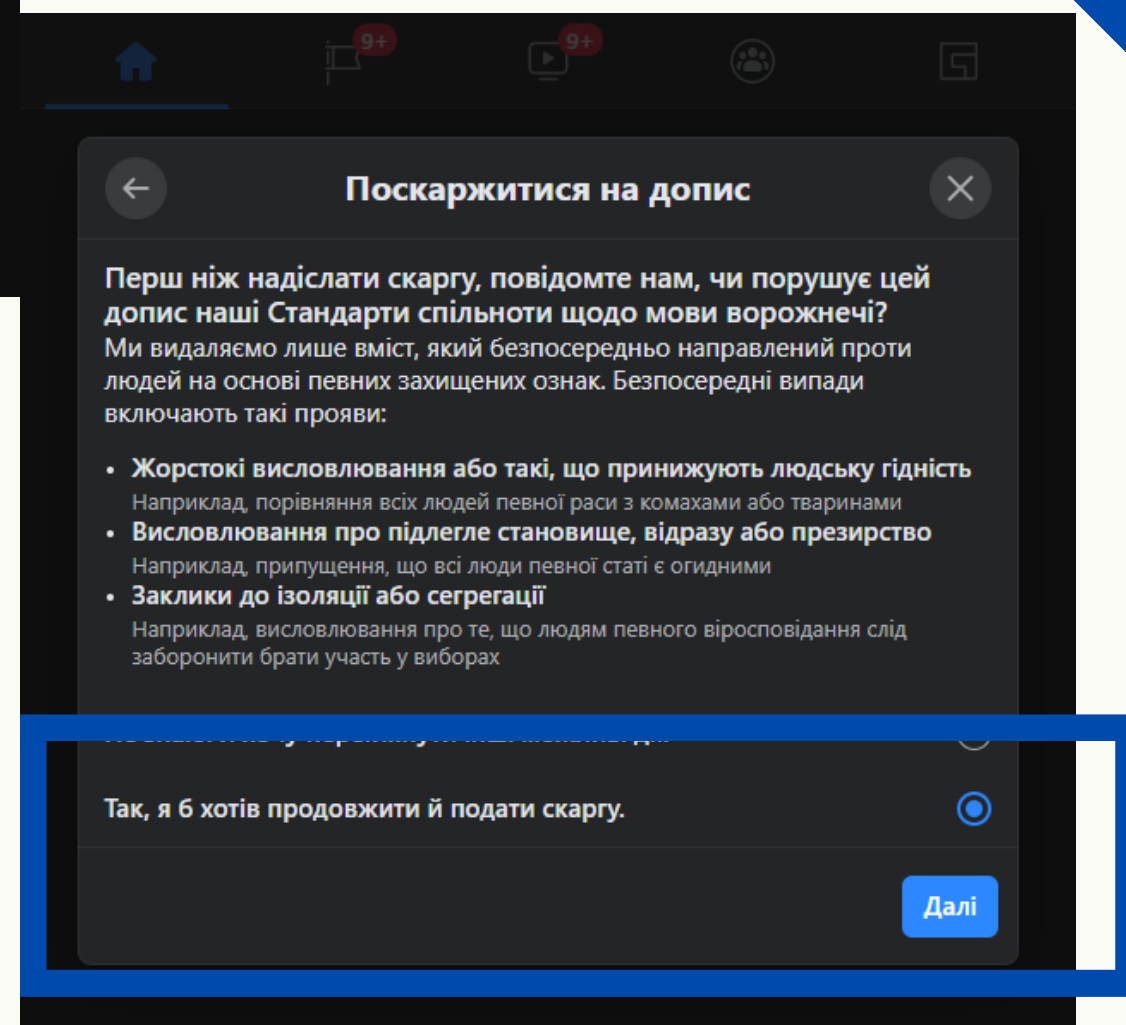 9+
9+
Поскаржитися на допис
Перш ніж надіслати скаргу, повідомте нам, чи порушує цей
допис наші Стандарти спільноти щодо мови ворожнечі?
Ми видаляємо лише вміст, який безпосередньо направлений проти
людей на основі певних захищених ознак. Безпосередні випади
включають такі прояви:
• Жорстокі висловлювання або такі, що принижують людську гідність
Наприклад, порівняння всіх людей певної раси з комахами або тваринами
• Висловлювання про підлегле становище, відразу або презирство
Наприклад, припущення, що всі люди певної статі є огидними
• Заклики до ізоляції або сегрегації
Наприклад, висловлювання про те, що людям певного віросповідання слід
заборонити брати участь у виборах
Так, я б хотів продовжити й подати скаргу.
Далі